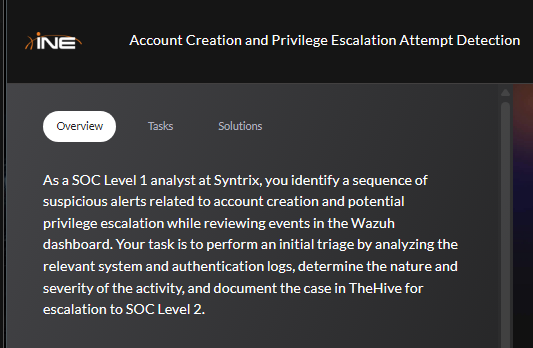 INE
Account Creation and Privilege Escalation Attempt Detection
Overview
Tasks
Solutions
As a SOC Level 1 analyst at Syntrix, you identify a sequence of
suspicious alerts related to account creation and potential
privilege escalation while reviewing events in the Wazuh
dashboard. Your task is to perform an initial triage by analyzing the
relevant system and authentication logs, determine the nature and
severity of the activity, and document the case in TheHive for
escalation to SOC Level 2.